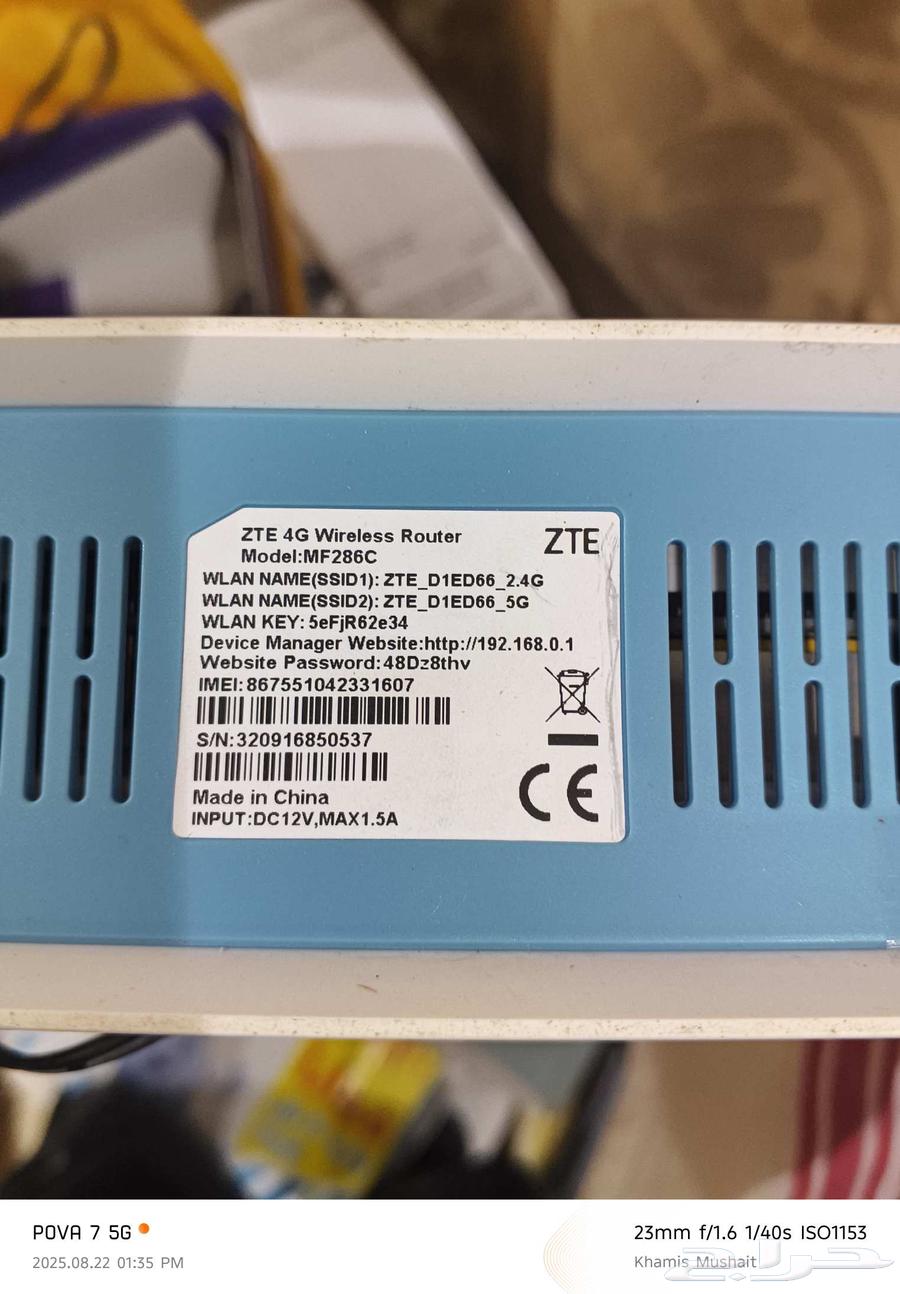 ZTE 4G Wireless Router
ZTE
Model:MF286C
WLAN NAME(SSID1): ZTE_D1ED66_2.4G
WLAN NAME(SSID2): ZTE_D1ED66_5G
WLAN KEY: 5eFjR62e34
Device Manager Website:http://192.168.0.1
Website Password:48Dz8thv
IMEI:867551042331607
S/N:320916850537
CE
Made in China
INPUT:DC12V,MAX1.5A
POVA 7 5G
23mm f/1.6 1/40s ISO1153
2025.08.22 01:35 PM
Khamis Mushait
حراج